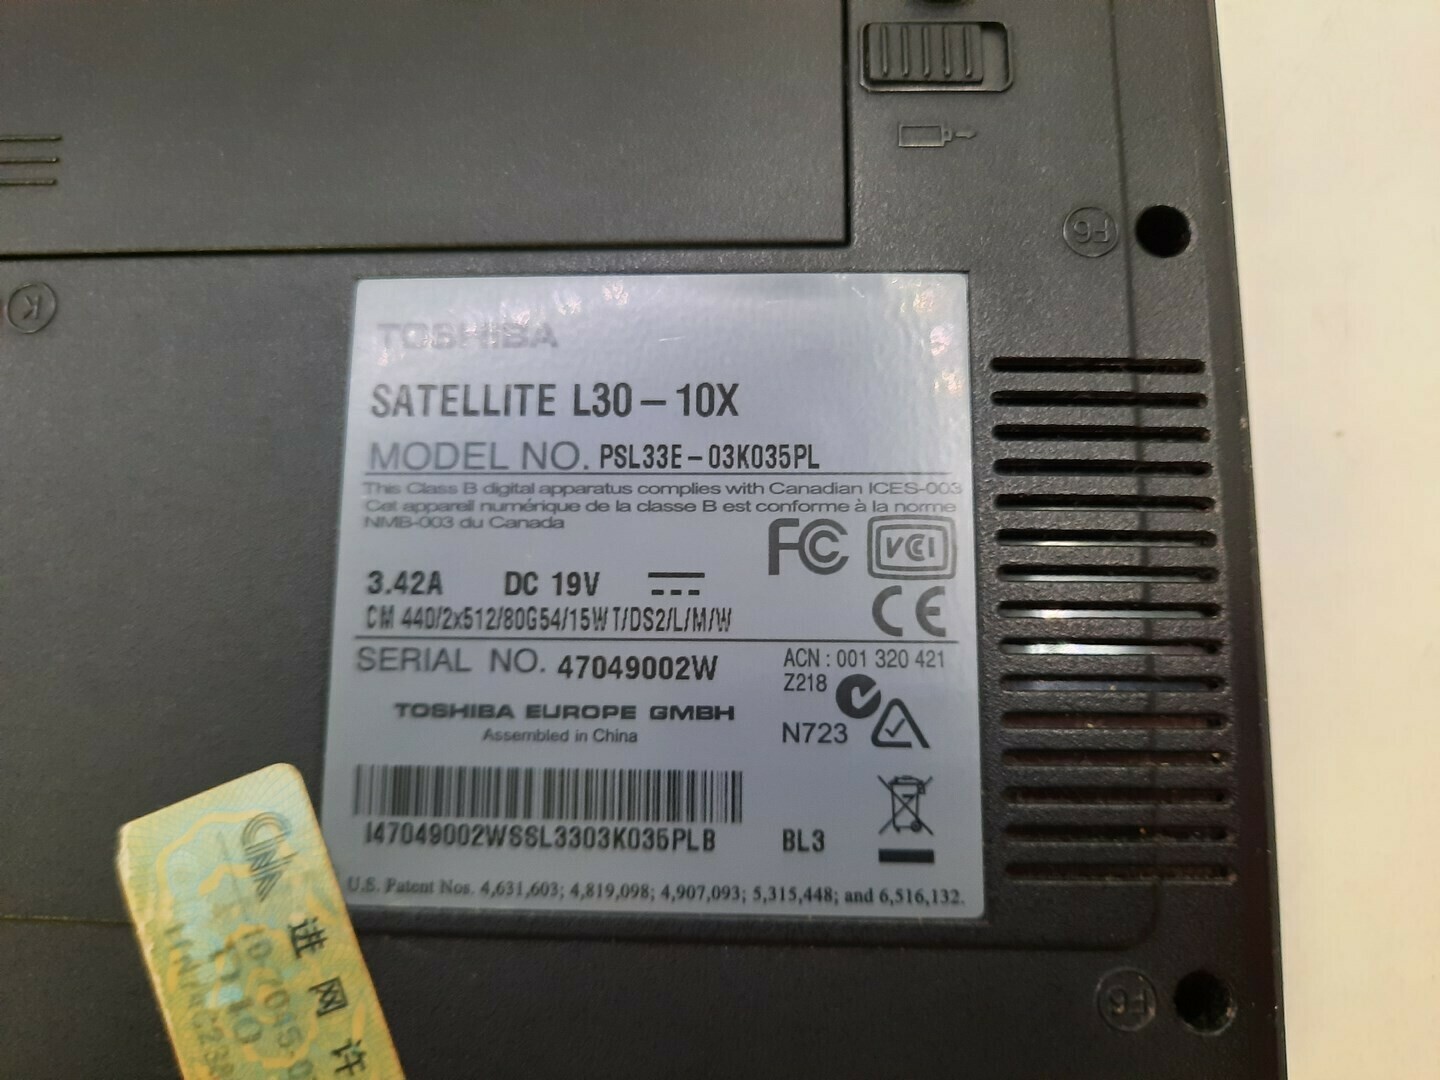 F6
K
TOSHIBA
SATELLITE L30-10X
MODEL NO. PSL33E-03K035PL
This Class B digital apparatus complies with Canadian ICES-003
Cet appareil numérique de la classe B est conforme à la norme
NMB-003 du Canada
FC VCI
3.42A DC 19V
CE
CM 440/2x512/80G54/15WT/DS2/L/M/W
SERIAL NO. 47049002W
ACN : 001 320 421
Z218
TOSHIBA EUROPE GMBH
N723
Assembled in China
I47049002WSSL3303K035PLB
BL3
U.S. Patent Nos. 4,631,603; 4,819,098; 4,907,093; 5,315,448; and 6,516,132.
进网许
F6